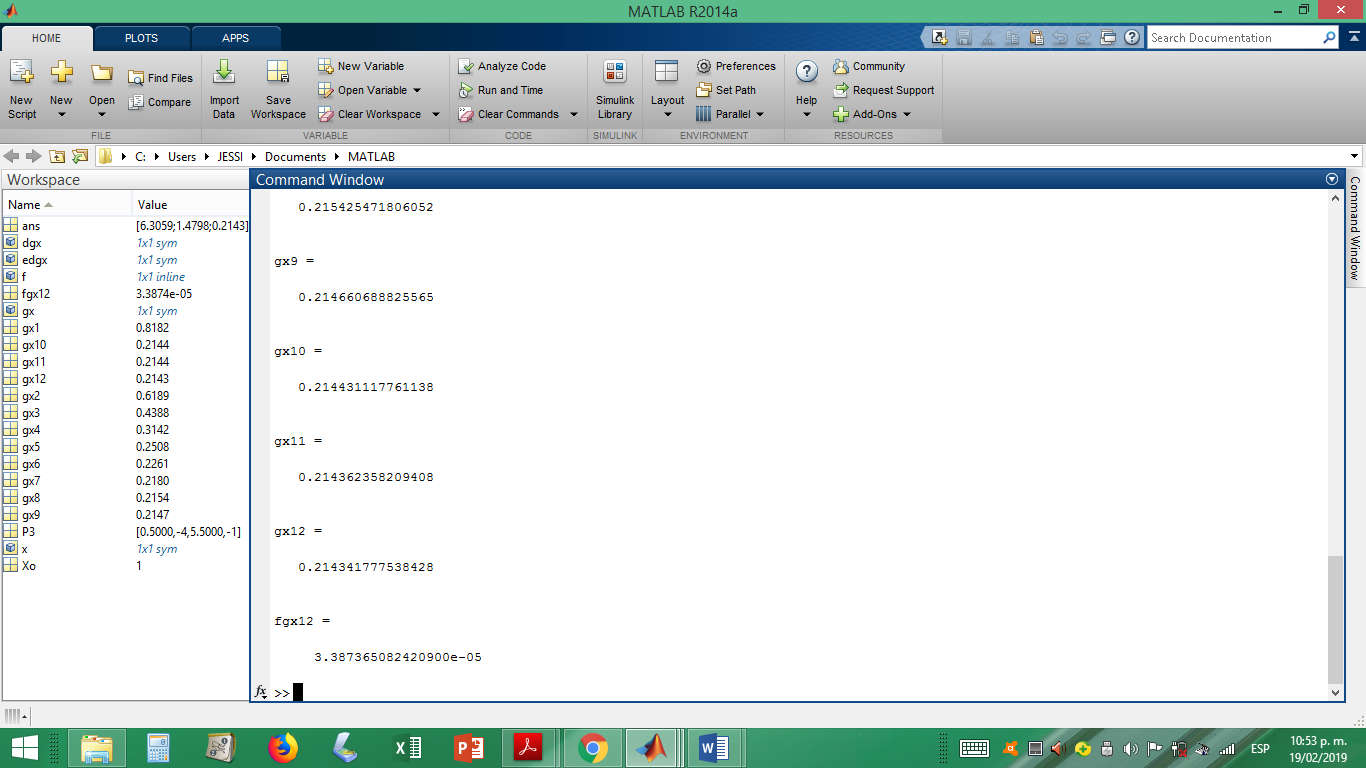 MATLAB R2014a
HOME PLOTS APPS
Search Documentation
New Script
New
Open
Find Files
Compare
Import Data
Save Workspace
New Variable
Open Variable
Clear Workspace
Analyze Code
Run and Time
Clear Commands
Simulink Library
Layout
Preferences
Set Path
Parallel
Help
Community
Request Support
Add-Ons
FILE VARIABLE CODE SIMULINK ENVIRONMENT RESOURCES
C: Users JESSI Documents MATLAB
Workspace
Name Value
ans [6.3059;1.4798;0.2143]
dgx 1x1 sym
edgx 1x1 sym
f 1x1 inline
fgx12 3.3874e-05
gx 1x1 sym
gx1 0.8182
gx10 0.2144
gx11 0.2144
gx12 0.2143
gx2 0.6189
gx3 0.4388
gx4 0.3142
gx5 0.2508
gx6 0.2261
gx7 0.2180
gx8 0.2154
gx9 0.2147
P3 [0.5000,-4,5.5000,-1]
x 1x1 sym
Xo 1
Command Window
0.215425471806052
gx9 =
0.214660688825565
gx10 =
0.214431117761138
gx11 =
0.214362358209408
gx12 =
0.214341777538428
fgx12 =
3.387365082420900e-05
fx >>
Command Window
ESP
10:53 p. m.
19/02/2019